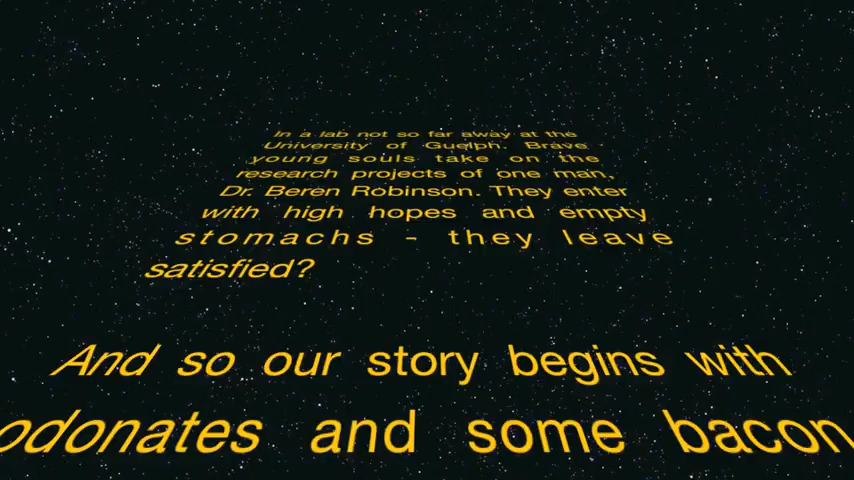 In a lab not so far away at the
University of Guelph. Brave
young souls take on the
research projects of one man,
Dr. Beren Robinson. They enter
with high hopes and empty
stomachs - they leave
satisfied?
And so our story begins with
odonates and some bacon